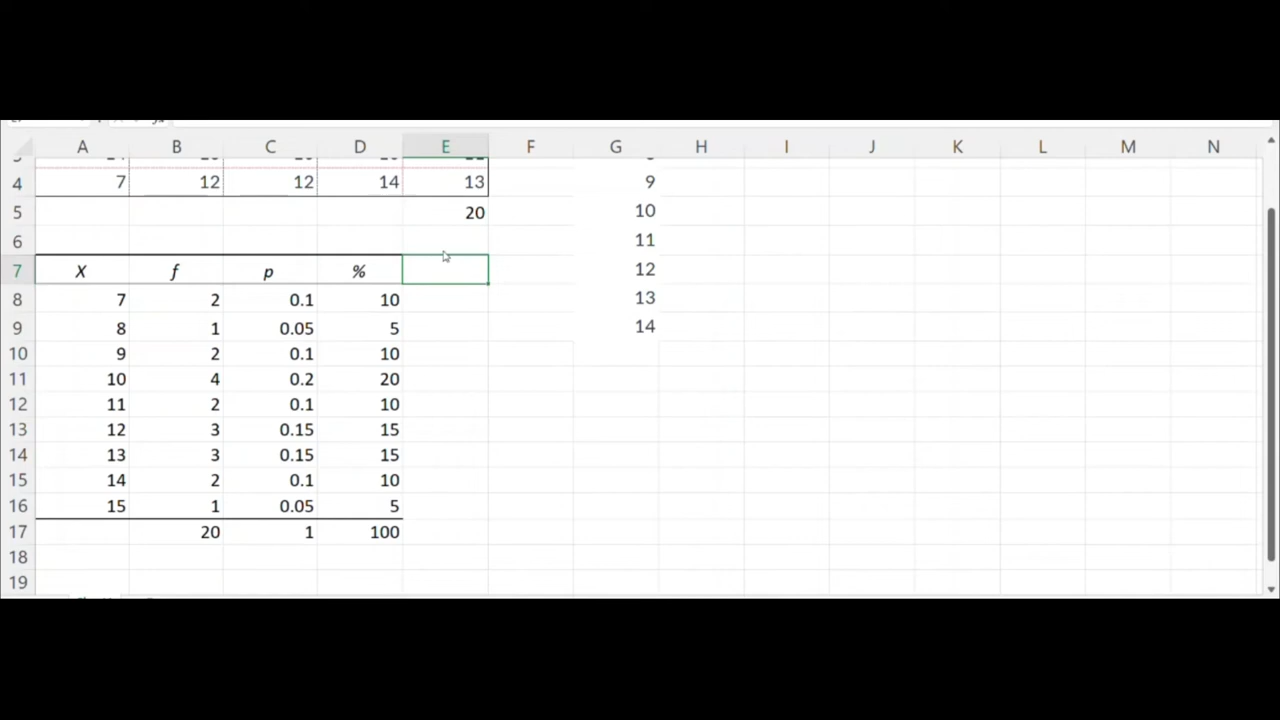 A B C D E F G H I J K L M N
4 7 12 12 14 13 9
5 20 10
6 11
7 X f p % 12
8 7 2 0.1 10 13
9 8 1 0.05 5 14
10 9 2 0.1 10
11 10 4 0.2 20
12 11 2 0.1 10
13 12 3 0.15 15
14 13 3 0.15 15
15 14 2 0.1 10
16 15 1 0.05 5
17 20 1 100
18
19